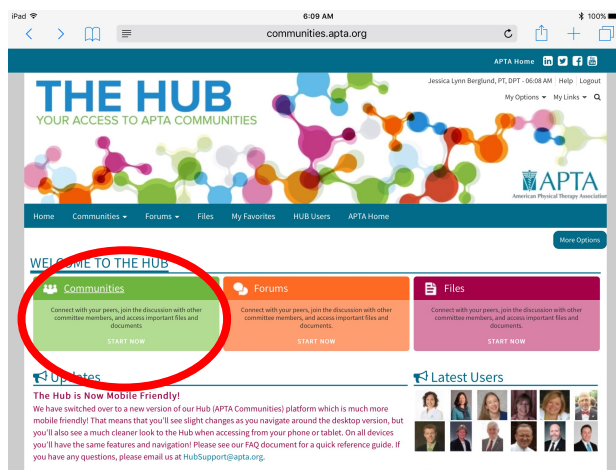 iPad 6:09 AM 100%
communities.apta.org
APTA Home
Jessica Lynn Berglund, PT, DPT - 06:08 AM | Help | Logout
My Options My Links
THE HUB
YOUR ACCESS TO APTA COMMUNITIES
APTA
American Physical Therapy Association
Home Communities Forums Files My Favorites HUB Users APTA Home
More Options
WELCOME TO THE HUB
Communities
Connect with your peers, join the discussion with other
committee members, and access important files and
documents
START NOW
Forums
Connect with your peers, join the discussion with other
committee members, and access important files and
documents.
START NOW
Files
Connect with your peers, join the discussion with other
committee members, and access important files and
documents.
START NOW
Updates
The Hub is Now Mobile Friendly!
We have switched over to a new version of our Hub (APTA Communities) platform which is much more
mobile friendly! That means that you'll see slight changes as you navigate around the desktop version, but
you'll also see a much cleaner look to the Hub when accessing from your phone or tablet. On all devices
you'll have the same features and navigation! Please see our FAQ document for a quick reference guide. If
you have any questions, please email us at HubSupport@apta.org.
Latest Users